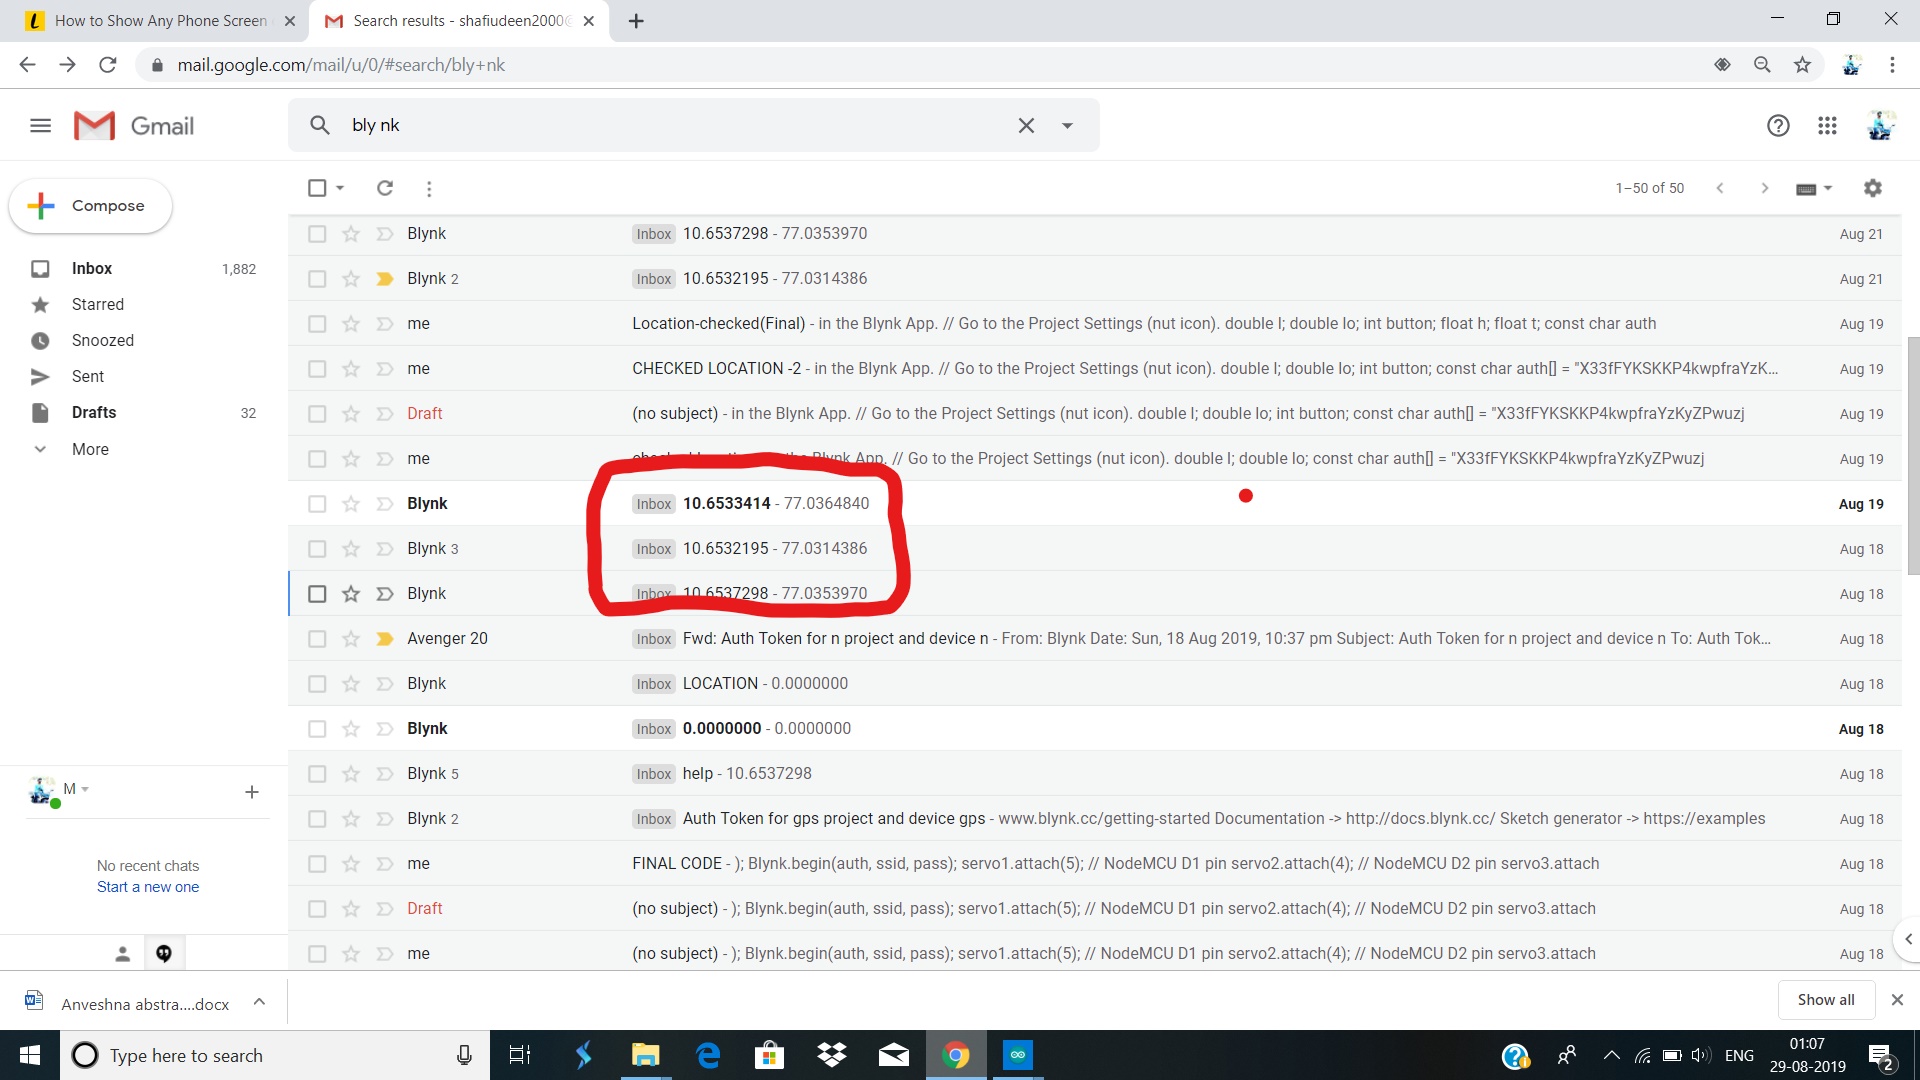 How to Show Any Phone Screen
Search results - shafiudeen2000@
mail.google.com/mail/u/0/#search/bly+nk
Gmail
bly nk
1–50 of 50
Compose
Inbox 1,882
Starred
Snoozed
Sent
Drafts 32
More
Blynk Inbox 10.6537298 - 77.0353970 Aug 21
Blynk 2 Inbox 10.6532195 - 77.0314386 Aug 21
me Location-checked(Final) - in the Blynk App. // Go to the Project Settings (nut icon). double l; double lo; int button; float h; float t; const char auth Aug 19
me CHECKED LOCATION -2 - in the Blynk App. // Go to the Project Settings (nut icon). double l; double lo; int button; const char auth[] = "X33fFYKSKKP4kwpfraYzK... Aug 19
Draft (no subject) - in the Blynk App. // Go to the Project Settings (nut icon). double l; double lo; int button; const char auth[] = "X33fFYKSKKP4kwpfraYzKyZPwuzj Aug 19
me Blynk App. // Go to the Project Settings (nut icon). double l; double lo; const char auth[] = "X33fFYKSKKP4kwpfraYzKyZPwuzj Aug 19
Blynk Inbox 10.6533414 - 77.0364840 Aug 19
Blynk 3 Inbox 10.6532195 - 77.0314386 Aug 18
Blynk Inbox 10.6537298 - 77.0353970 Aug 18
Avenger 20 Inbox Fwd: Auth Token for n project and device n - From: Blynk Date: Sun, 18 Aug 2019, 10:37 pm Subject: Auth Token for n project and device n To: Auth Tok... Aug 18
Blynk Inbox LOCATION - 0.0000000 Aug 18
Blynk Inbox 0.0000000 - 0.0000000 Aug 18
Blynk 5 Inbox help - 10.6537298 Aug 18
Blynk 2 Inbox Auth Token for gps project and device gps - www.blynk.cc/getting-started Documentation -> http://docs.blynk.cc/ Sketch generator -> https://examples Aug 18
me FINAL CODE - ); Blynk.begin(auth, ssid, pass); servo1.attach(5); // NodeMCU D1 pin servo2.attach(4); // NodeMCU D2 pin servo3.attach Aug 18
Draft (no subject) - ); Blynk.begin(auth, ssid, pass); servo1.attach(5); // NodeMCU D1 pin servo2.attach(4); // NodeMCU D2 pin servo3.attach Aug 18
me (no subject) - ); Blynk.begin(auth, ssid, pass); servo1.attach(5); // NodeMCU D1 pin servo2.attach(4); // NodeMCU D2 pin servo3.attach Aug 18
M
No recent chats
Start a new one
Anveshna abstra....docx
Show all
Type here to search
ENG
01:07
29-08-2019
2